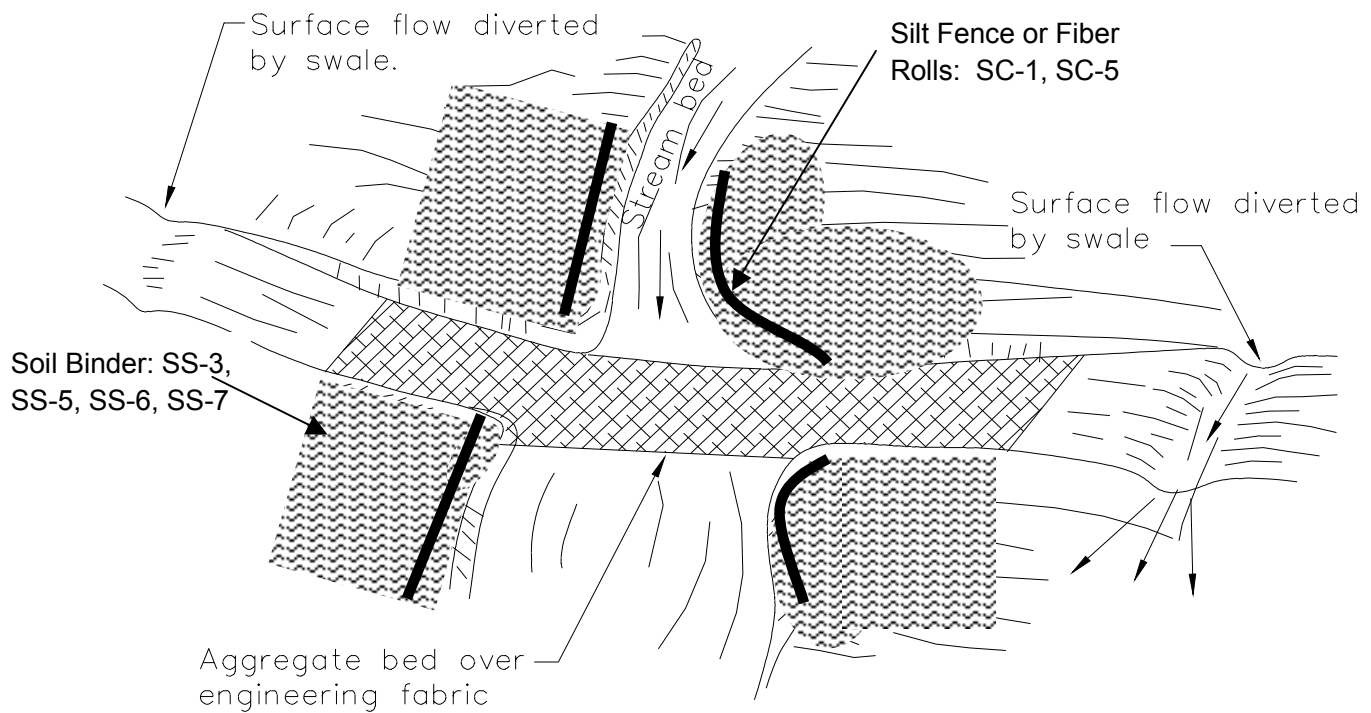 Surface flow diverted
by swale.
Silt Fence or Fiber
Rolls: SC-1, SC-5
Stream bed
Surface flow diverted
by swale
Soil Binder: SS-3,
SS-5, SS-6, SS-7
Aggregate bed over
engineering fabric